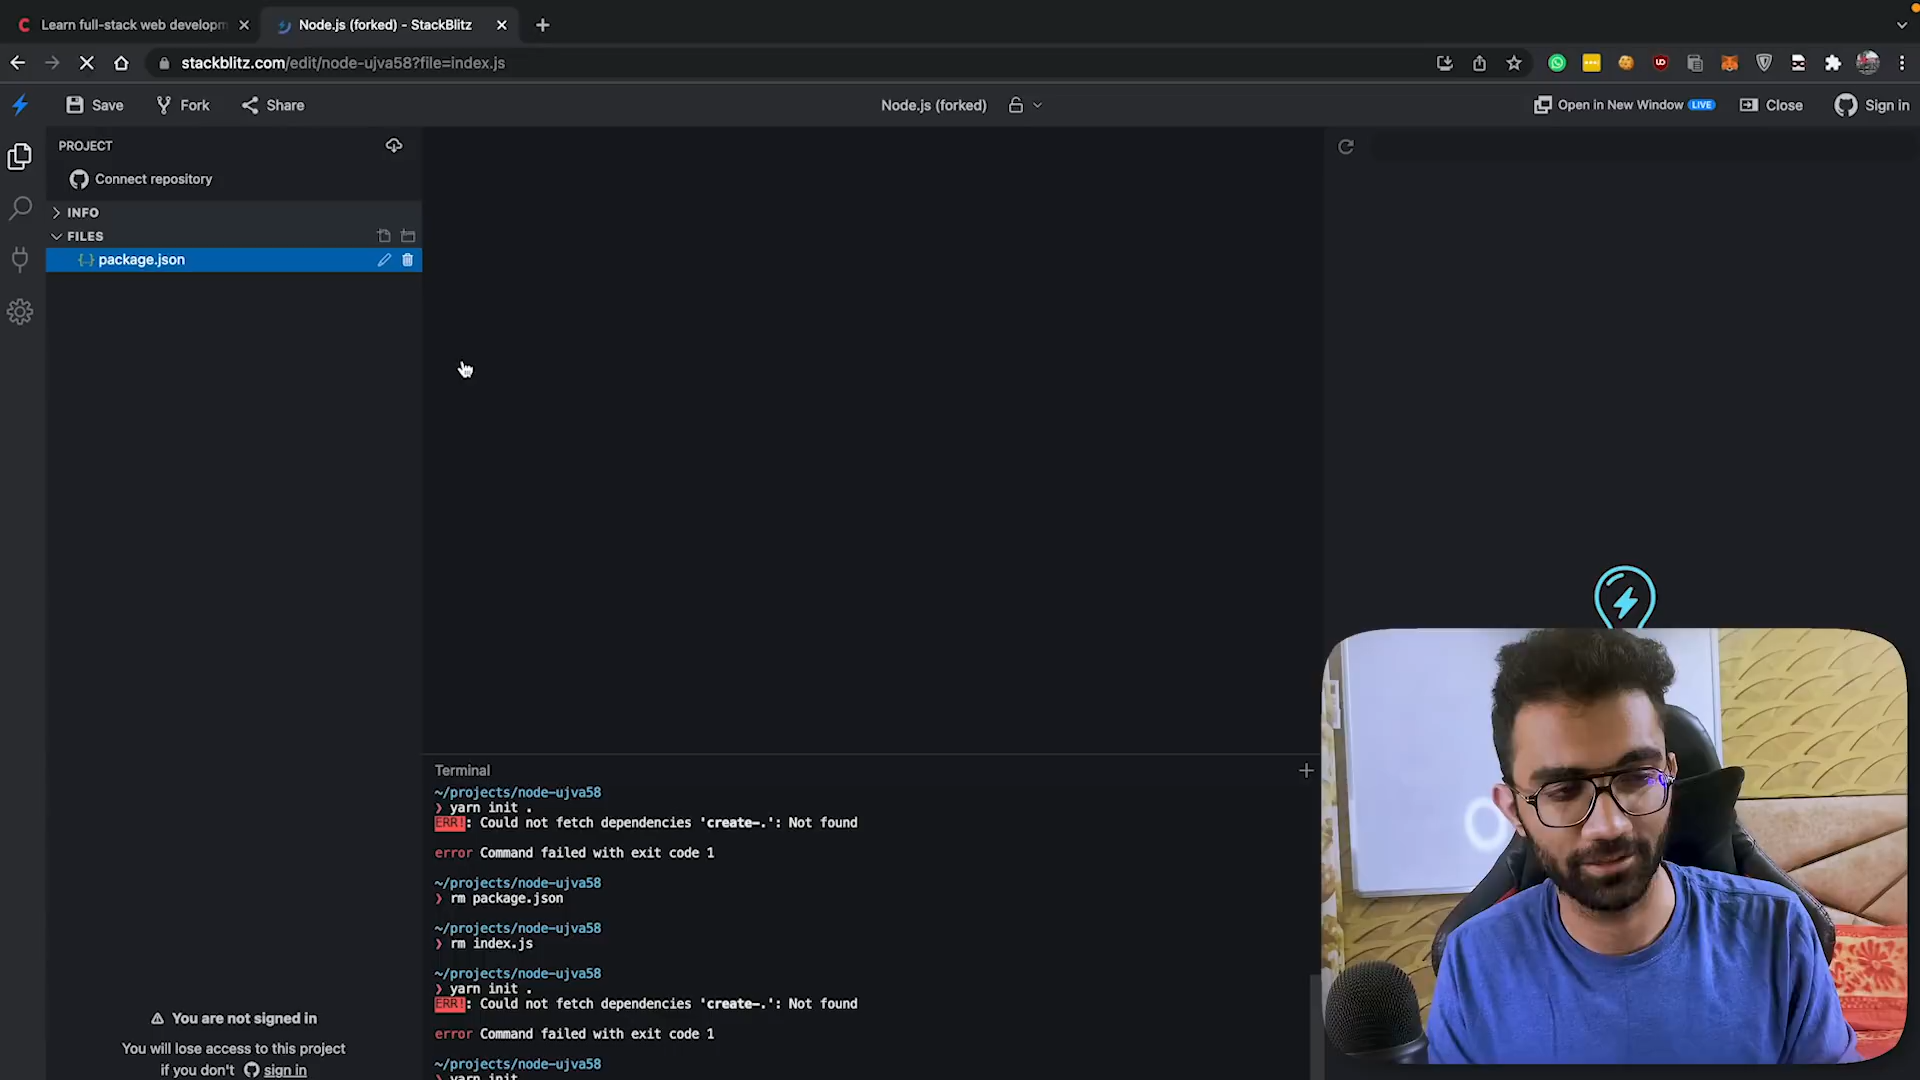 Learn full-stack web developm
Node.js (forked) - StackBlitz
stackblitz.com/edit/node-ujva58?file=index.js
Save
Fork
Share
Node.js (forked)
Open in New Window LIVE
Close
Sign in
PROJECT
Connect repository
INFO
FILES
package.json
Terminal
~/projects/node-ujva58
❯ yarn init .
ERR!: Could not fetch dependencies 'create-.': Not found
error Command failed with exit code 1
~/projects/node-ujva58
❯ rm package.json
~/projects/node-ujva58
❯ rm index.js
~/projects/node-ujva58
❯ yarn init .
ERR!: Could not fetch dependencies 'create-.': Not found
error Command failed with exit code 1
~/projects/node-ujva58
❯ yarn init
You are not signed in
You will lose access to this project
if you don't sign in